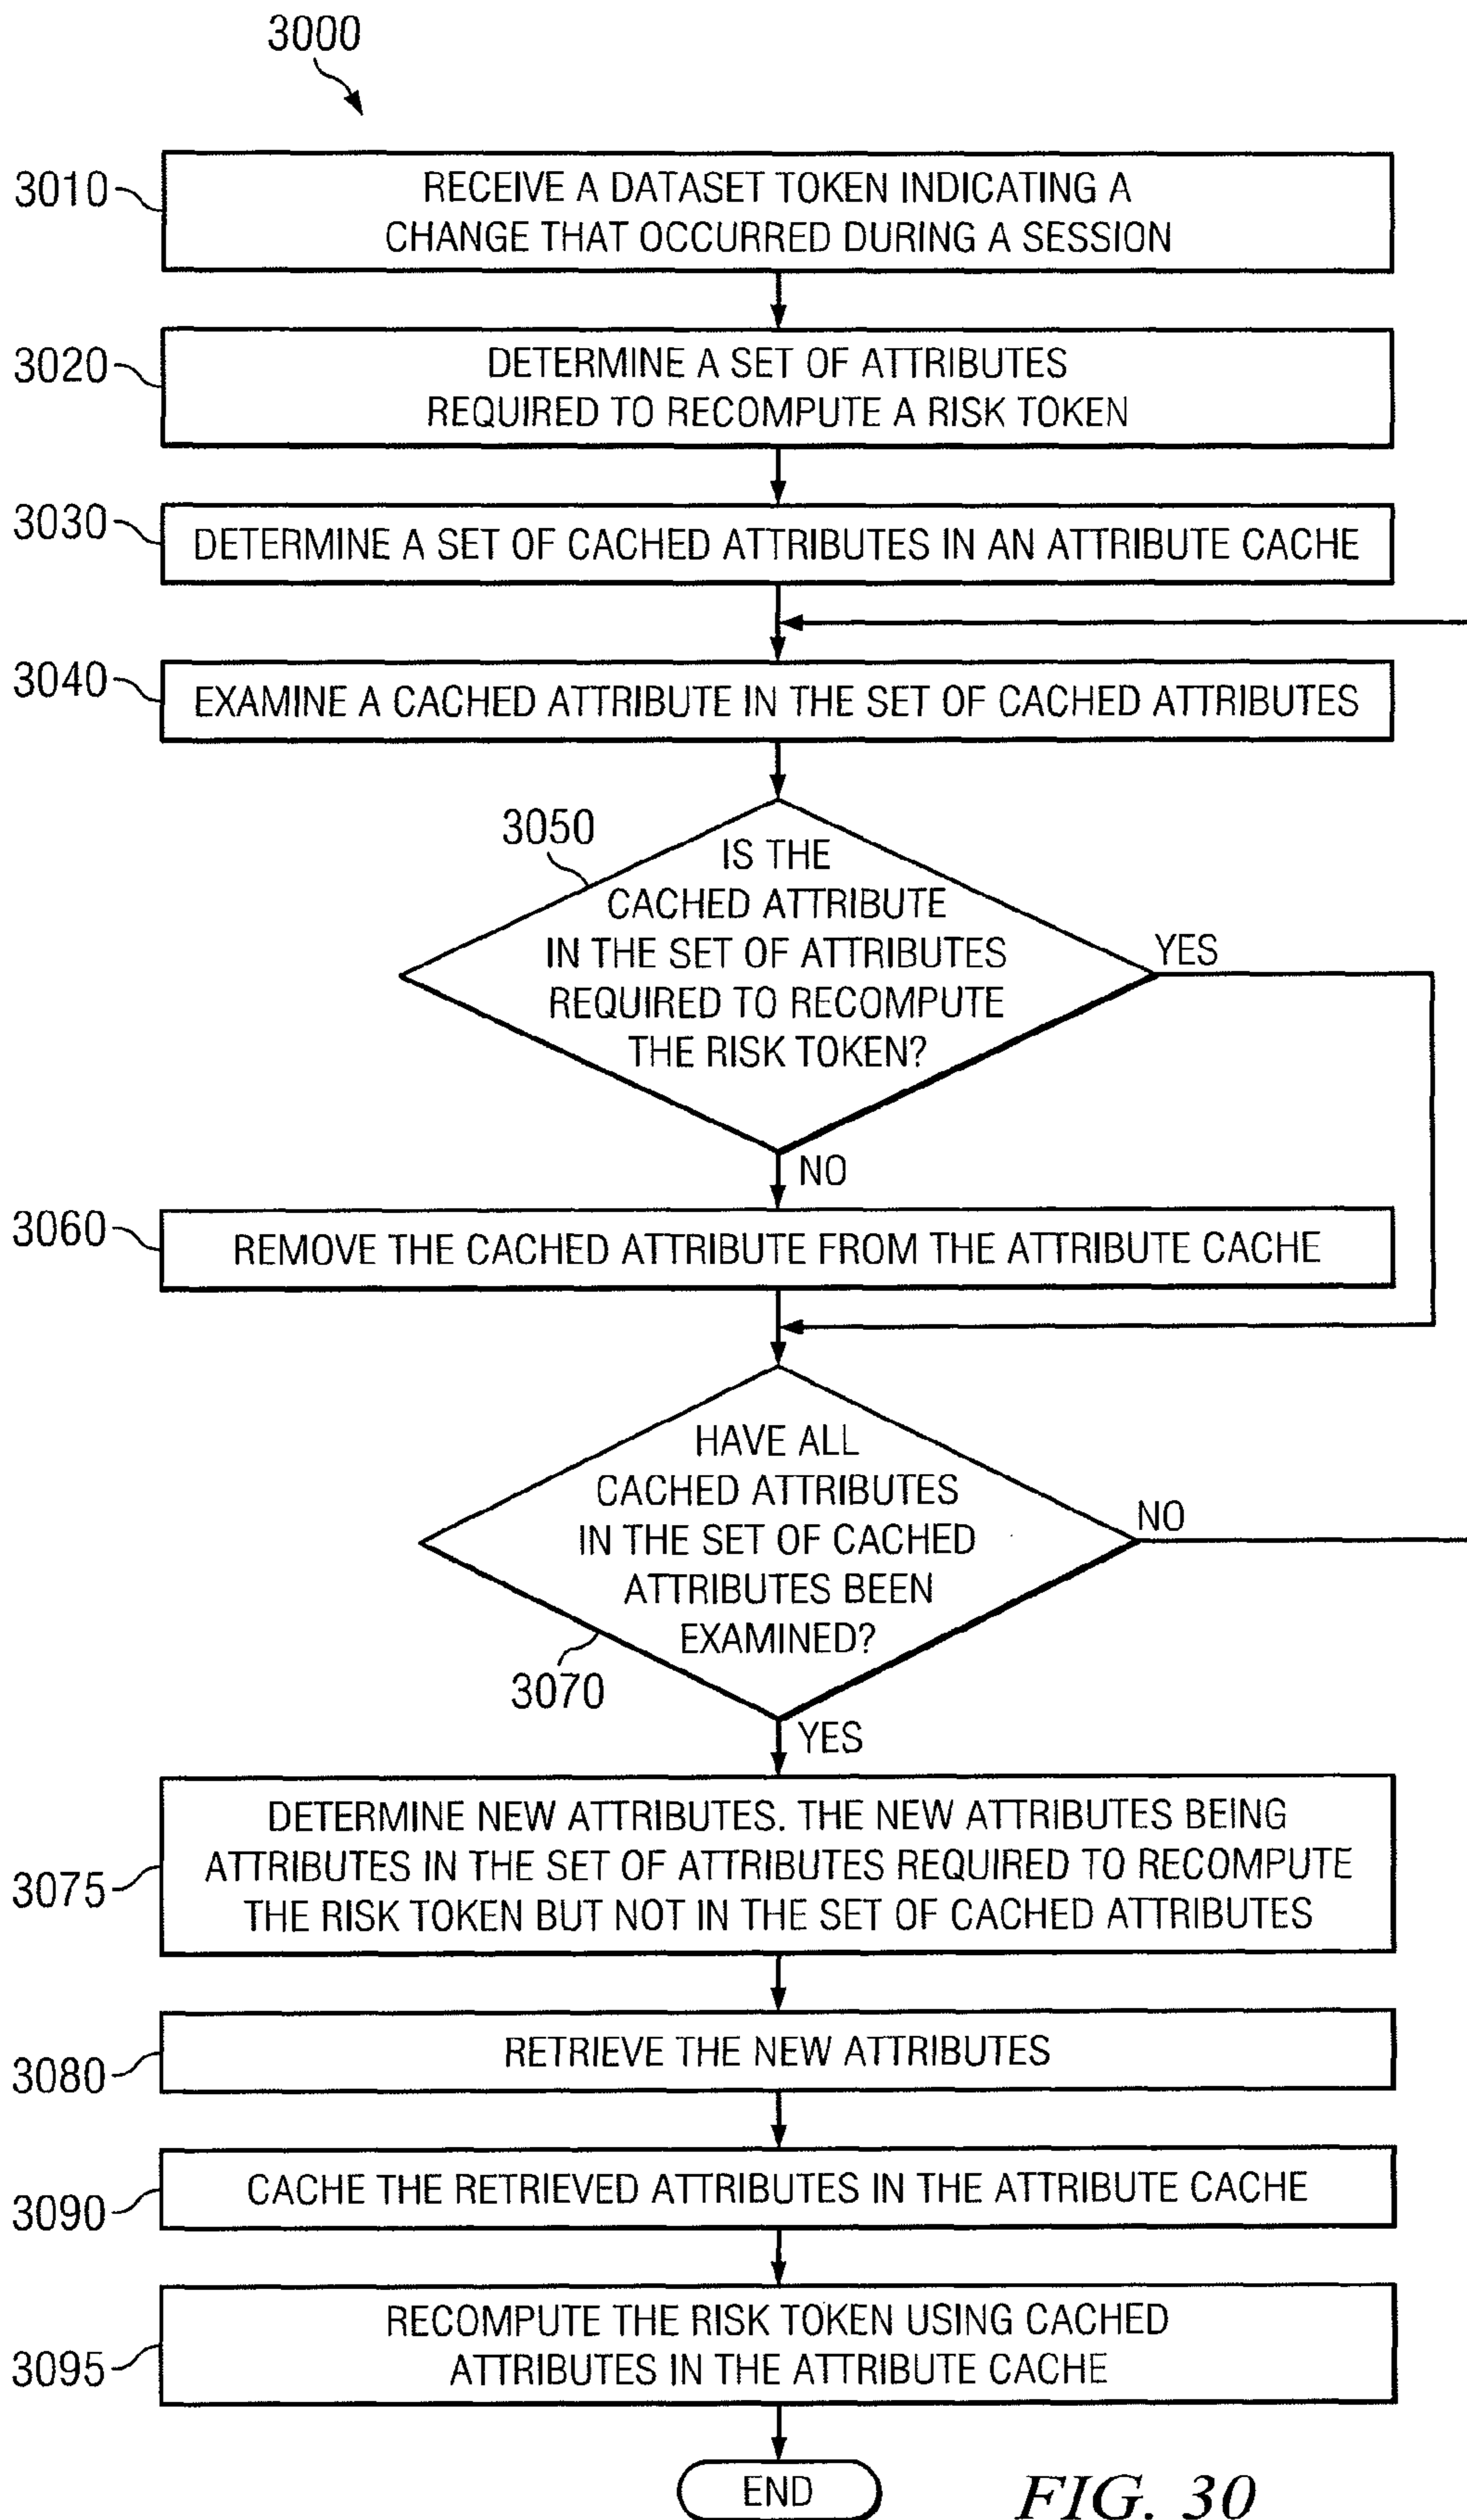 3000
3010
RECEIVE A DATASET TOKEN INDICATING A
CHANGE THAT OCCURRED DURING A SESSION
3020
DETERMINE A SET OF ATTRIBUTES
REQUIRED TO RECOMPUTE A RISK TOKEN
3030
DETERMINE A SET OF CACHED ATTRIBUTES IN AN ATTRIBUTE CACHE
3040
EXAMINE A CACHED ATTRIBUTE IN THE SET OF CACHED ATTRIBUTES
3050
IS THE
CACHED ATTRIBUTE
IN THE SET OF ATTRIBUTES
REQUIRED TO RECOMPUTE
THE RISK TOKEN?
YES
NO
3060
REMOVE THE CACHED ATTRIBUTE FROM THE ATTRIBUTE CACHE
HAVE ALL
CACHED ATTRIBUTES
IN THE SET OF CACHED
ATTRIBUTES BEEN
EXAMINED?
NO
3070
YES
3075
DETERMINE NEW ATTRIBUTES. THE NEW ATTRIBUTES BEING
ATTRIBUTES IN THE SET OF ATTRIBUTES REQUIRED TO RECOMPUTE
THE RISK TOKEN BUT NOT IN THE SET OF CACHED ATTRIBUTES
3080
RETRIEVE THE NEW ATTRIBUTES
3090
CACHE THE RETRIEVED ATTRIBUTES IN THE ATTRIBUTE CACHE
3095
RECOMPUTE THE RISK TOKEN USING CACHED
ATTRIBUTES IN THE ATTRIBUTE CACHE
END
FIG. 30